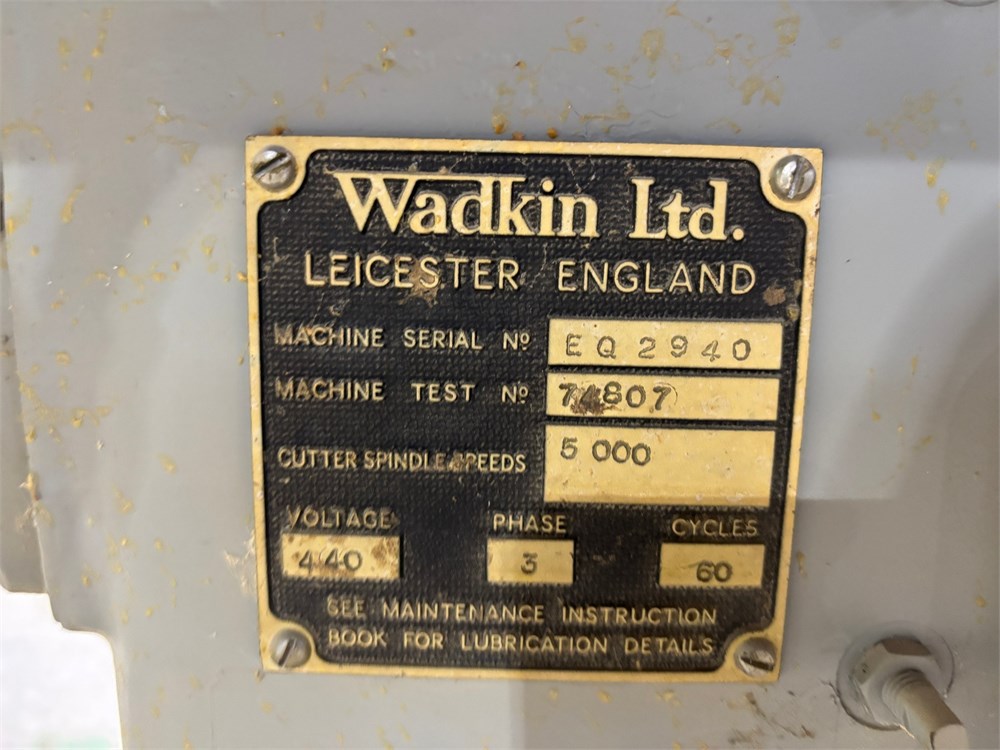 Wadkin Ltd.
LEICESTER ENGLAND
MACHINE SERIAL Nº EQ 2940
MACHINE TEST Nº 74807
CUTTER SPINDLE SPEEDS 5 000
VOLTAGE PHASE CYCLES
440 3 60
SEE MAINTENANCE INSTRUCTION
BOOK FOR LUBRICATION DETAILS